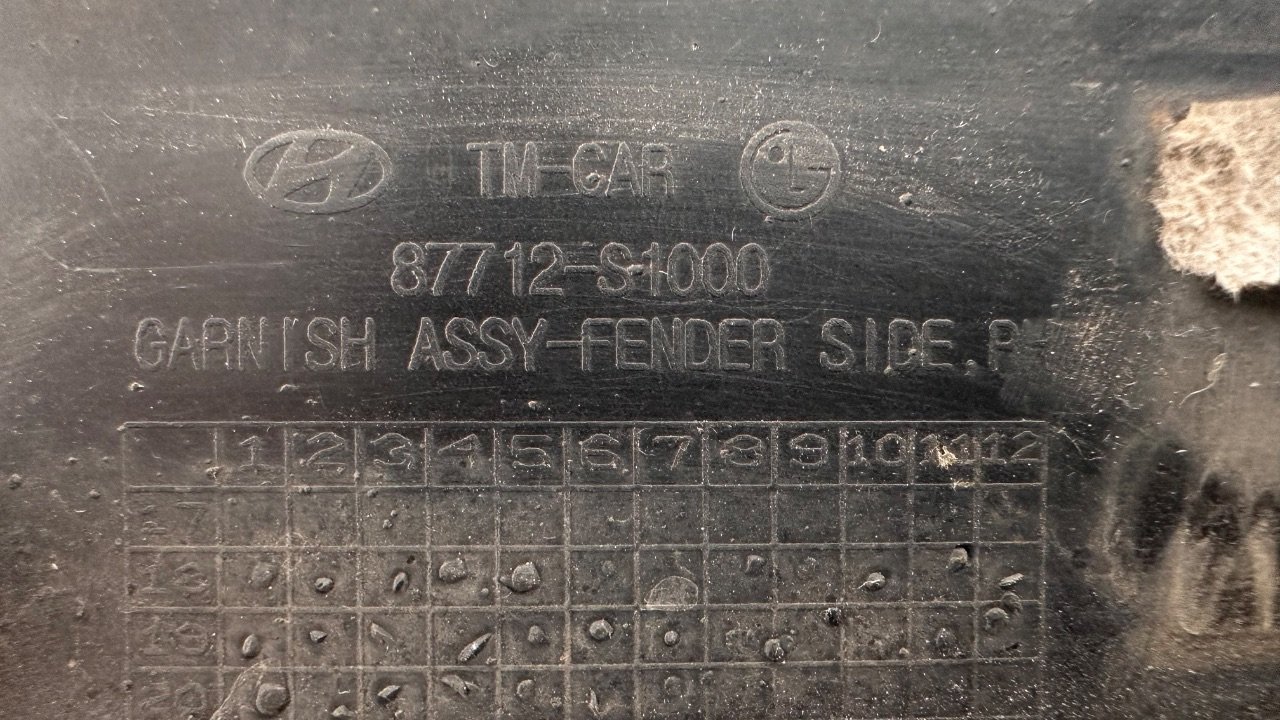 TM-CAR LG
87712-S1000
GARNISH ASSY-FENDER SIDE.
1 2 3 4 5 6 7 8 9 10 11 12